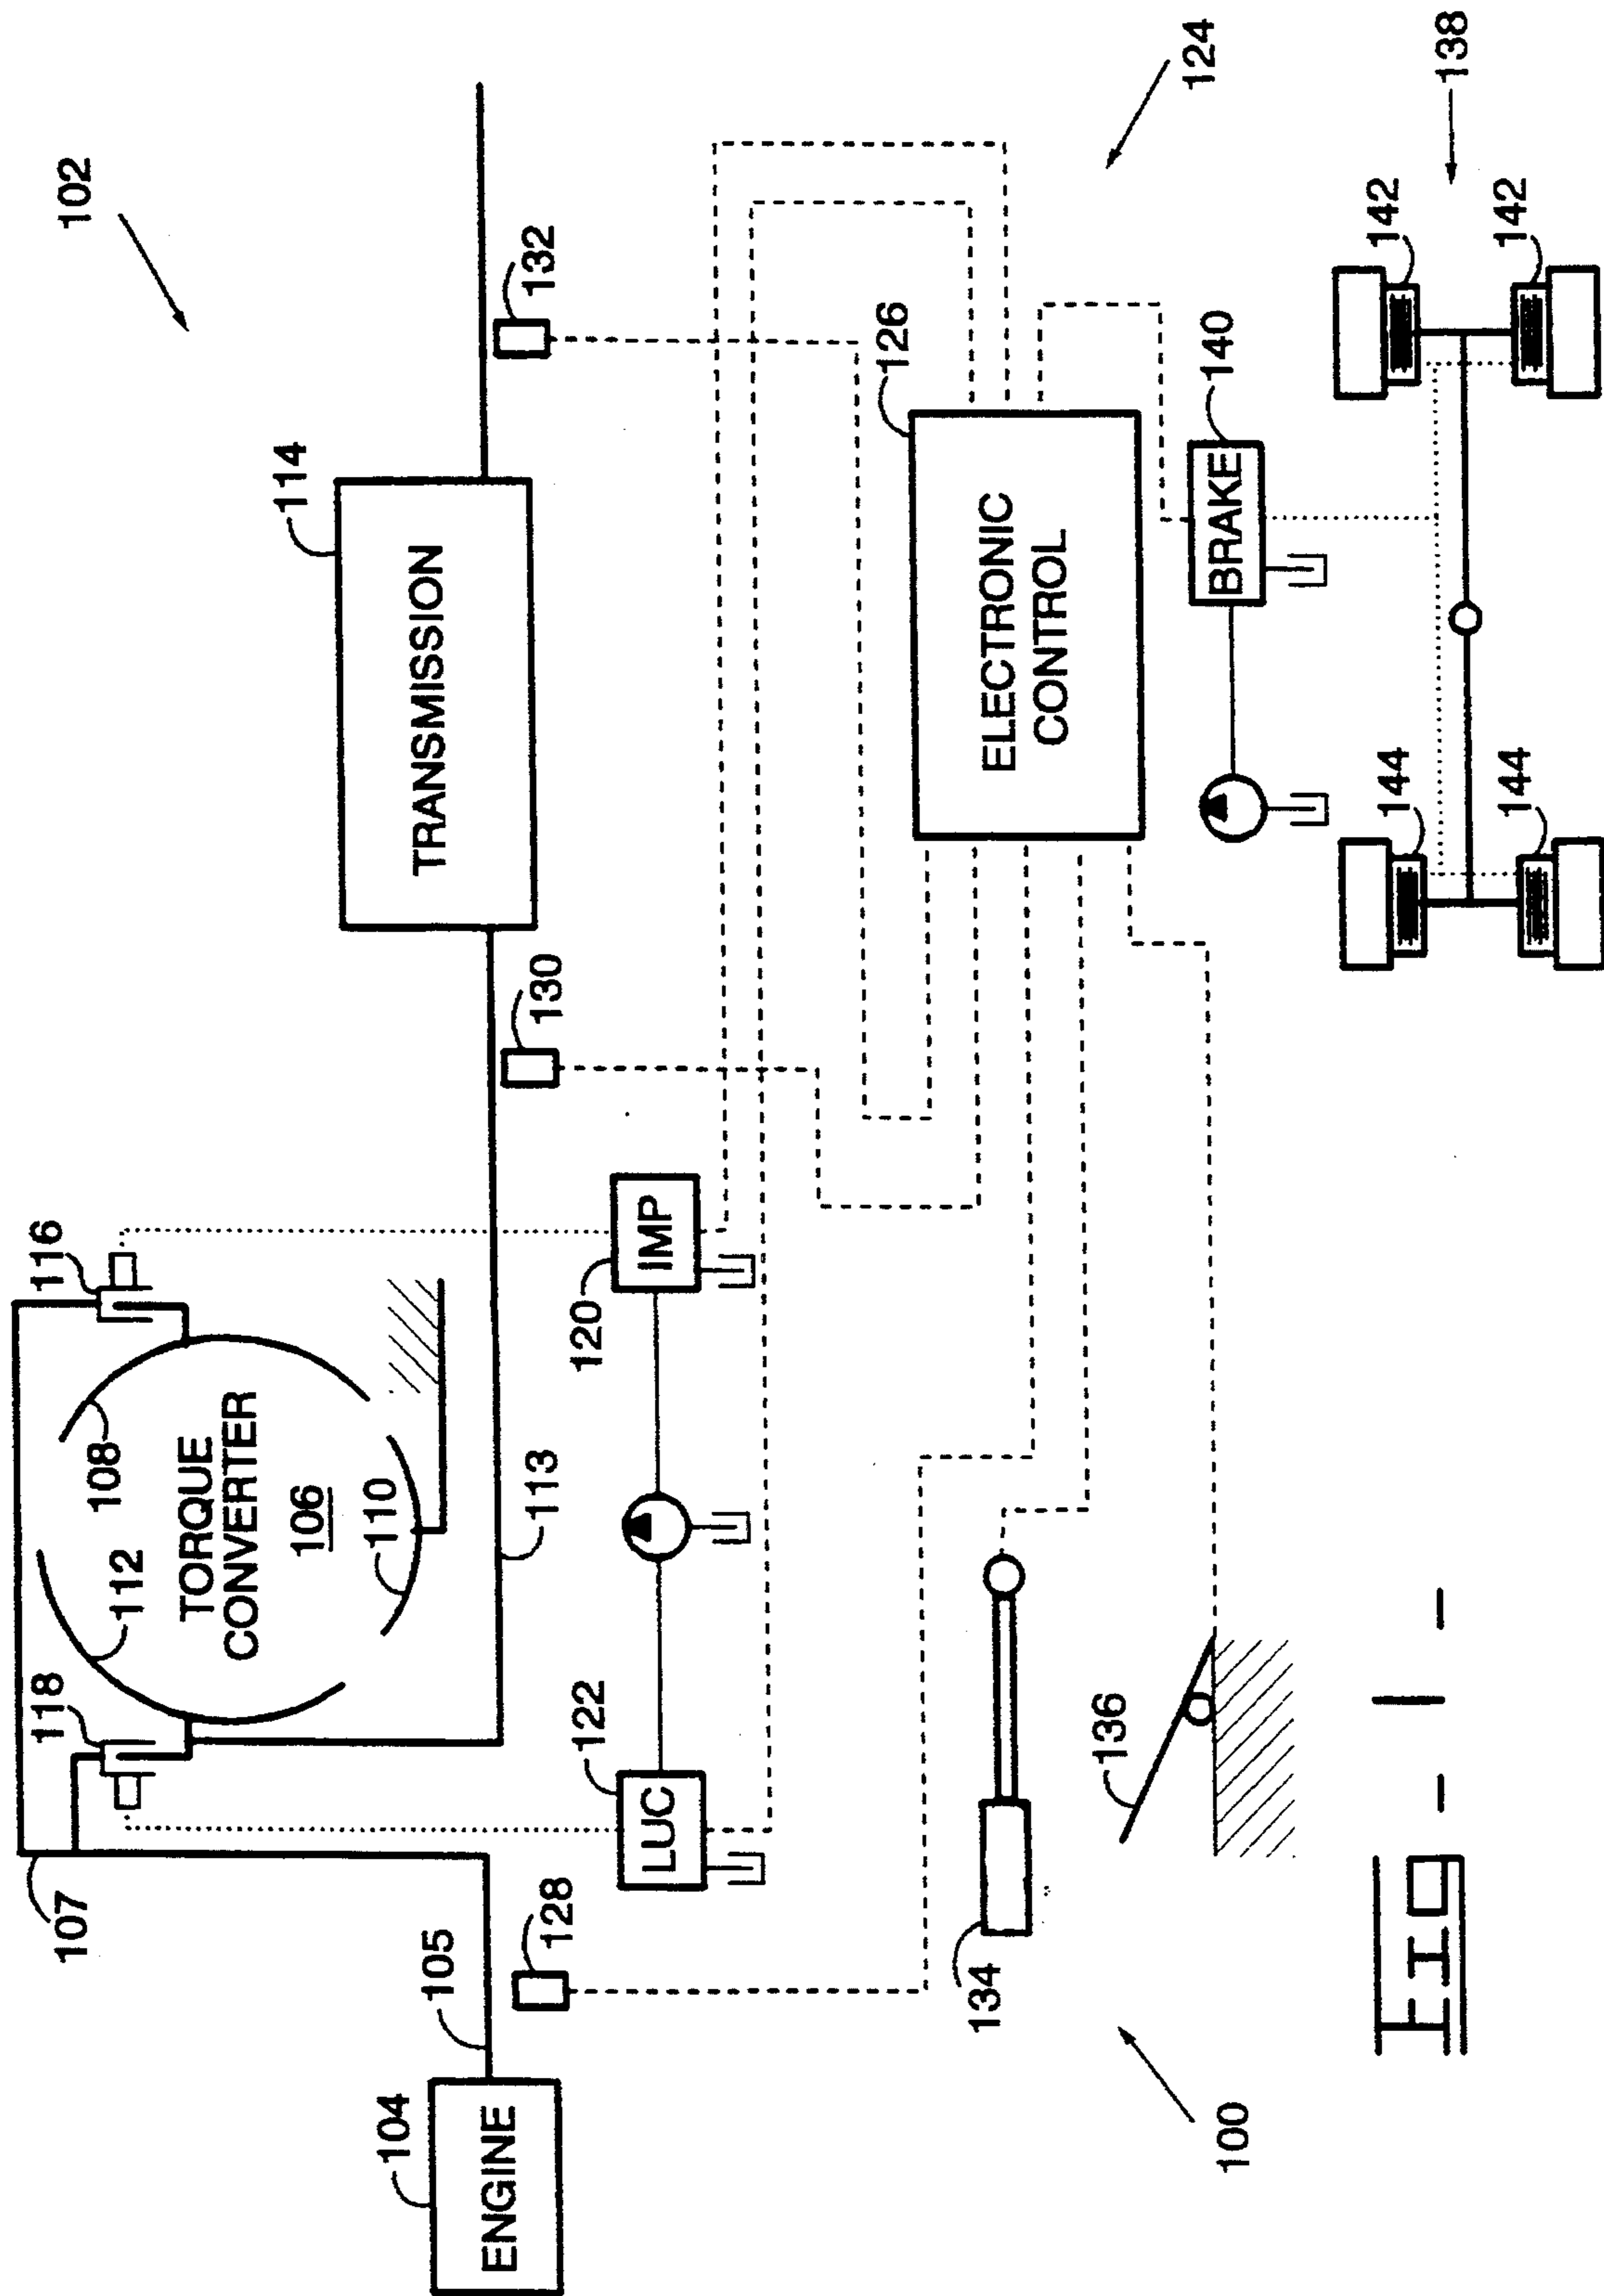 102
107
118
112
108
116
TORQUE
CONVERTER
106
110
113
114
TRANSMISSION
104
ENGINE
105
128
130
132
122
LUC
120
IMP
124
126
ELECTRONIC
CONTROL
134
136
140
BRAKE
138
100
144
142
144
142
FIG. - 1 -